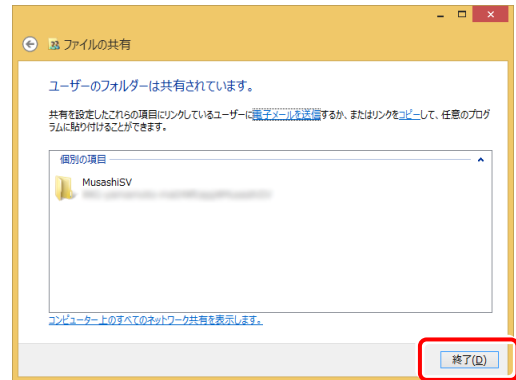 ファイルの共有
ユーザーのフォルダーは共有されています。
共有を設定したこれらの項目にリンクしているユーザーに電子メールを送信するか、またはリンクをコピーして、任意のプログ
ラムに貼り付けることができます。
個別の項目
MusashiSV
コンピューター上のすべてのネットワーク共有を表示します。
終了(D)